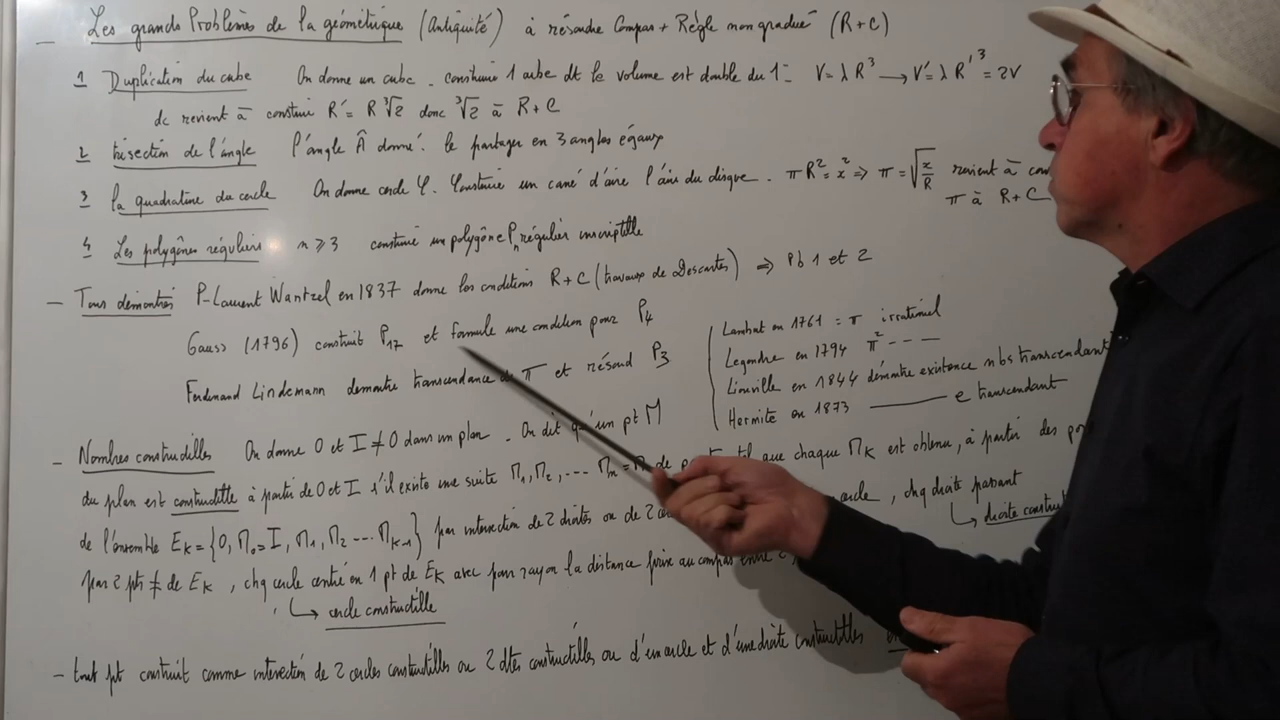 — Les grands Problèmes de la géométrique (Antiquité) à résoudre Compas + Règle non gradué (R+C)
1 Duplication du cube On donne un cube. construire 1 cube dt le volume est double du 1er V = λR³ → V' = λR'³ = 2V
dc revient à construire R' = R ∛2 donc ∛2 à R+C
2 trisection de l'angle l'angle Â donné. le partager en 3 angles égaux
3 la quadrature du cercle On donne cercle φ. Construire un carré d'aire l'aire du disque. πR² = x² ⇒ π = √(x/R) revient à
π à R+C
4 Les polygônes réguliers n ⩾ 3 construire un polygône Pn régulier inscriptible
— Tous démontrés P-Laurent Wantzel en 1837 donne les conditions R+C (travaux de Descartes) ⇒ Pb 1 et 2
Gauss (1796) construit P17 et formule une condition pour P4
Ferdinand Lindemann démontre transcendance de π et résoud P3
Lambat en 1761 = π irrationnel
Legendre en 1794 π² - - -
Liouville en 1844 démontre existence nbs transcendant
Hermite en 1873 —— e transcendant
— Nombres constructibles On donne O et I ≠ O dans un plan. On dit qu'un pt M
du plan est constructible à partir de O et I s'il existe une suite M1, M2, .... Mm = de tel que chaque MK est obtenu, à partir des
de l'ensemble EK = {O, M0=I, M1, M2 .... MK-1} par intersection de 2 droites ou de 2 cercle, chq droite passant
↳ droite
par 2 pts ≠ de EK, chq cercle centré en 1 pt de EK avec pour rayon la distance prise au compas entre 2
↳ cercle constructible
— tout pt construit comme intersection de 2 cercles constructibles ou 2 dtes constructibles ou d'un cercle et d'une droite constructibles